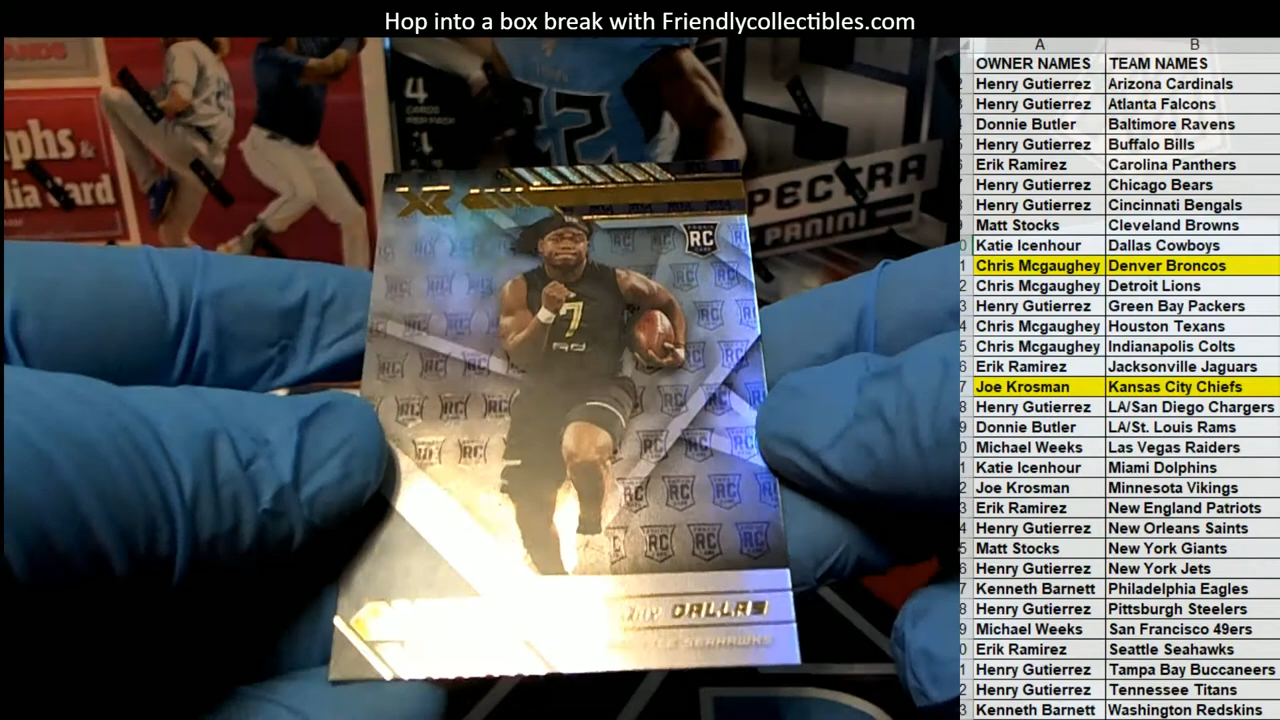 Hop into a box break with Friendlycollectibles.com
A B
OWNER NAMES TEAM NAMES
Henry Gutierrez Arizona Cardinals
Henry Gutierrez Atlanta Falcons
Donnie Butler Baltimore Ravens
Henry Gutierrez Buffalo Bills
Erik Ramirez Carolina Panthers
Henry Gutierrez Chicago Bears
Henry Gutierrez Cincinnati Bengals
Matt Stocks Cleveland Browns
Katie Icenhour Dallas Cowboys
Chris Mcgaughey Denver Broncos
Chris Mcgaughey Detroit Lions
Henry Gutierrez Green Bay Packers
Chris Mcgaughey Houston Texans
Chris Mcgaughey Indianapolis Colts
Erik Ramirez Jacksonville Jaguars
Joe Krosman Kansas City Chiefs
Henry Gutierrez LA/San Diego Chargers
Donnie Butler LA/St. Louis Rams
Michael Weeks Las Vegas Raiders
Katie Icenhour Miami Dolphins
Joe Krosman Minnesota Vikings
Erik Ramirez New England Patriots
Henry Gutierrez New Orleans Saints
Matt Stocks New York Giants
Henry Gutierrez New York Jets
Kenneth Barnett Philadelphia Eagles
Henry Gutierrez Pittsburgh Steelers
Michael Weeks San Francisco 49ers
Erik Ramirez Seattle Seahawks
Henry Gutierrez Tampa Bay Buccaneers
Henry Gutierrez Tennessee Titans
Kenneth Barnett Washington Redskins
4
CARDS
PER PACK
PANINI
XR
RC
7
DALLAS
SEAHAWKS